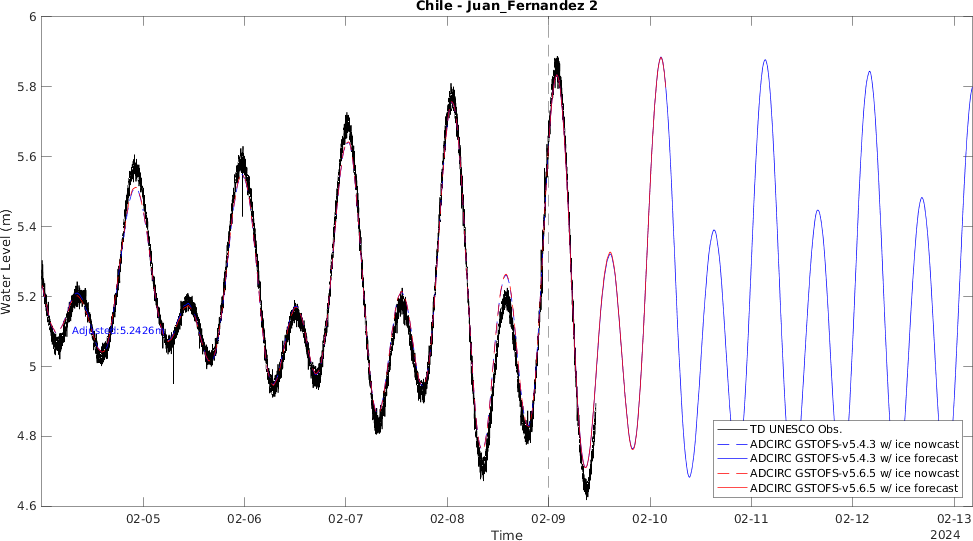 Chile - Juan_Fernandez 2
6
5.8
5.6
5.4
5.2
5
4.8
4.6
Water Level (m)
Adjusted:5.2426m
TD UNESCO Obs.
ADCIRC GSTOFS-v5.4.3 w/ ice nowcast
ADCIRC GSTOFS-v5.4.3 w/ ice forecast
ADCIRC GSTOFS-v5.6.5 w/ ice nowcast
ADCIRC GSTOFS-v5.6.5 w/ ice forecast
02-05 02-06 02-07 02-08 02-09 02-10 02-11 02-12 02-13
Time
2024